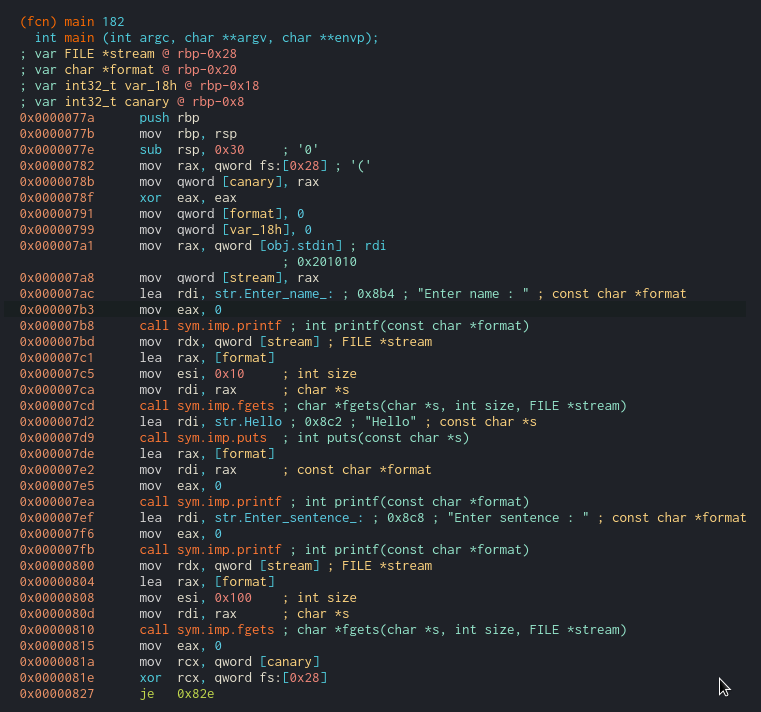 (fcn) main 182
int main (int argc, char **argv, char **envp);
; var FILE *stream @ rbp-0x28
; var char *format @ rbp-0x20
; var int32_t var_18h @ rbp-0x18
; var int32_t canary @ rbp-0x8
0x0000077a push rbp
0x0000077b mov rbp, rsp
0x0000077e sub rsp, 0x30 ; '0'
0x00000782 mov rax, qword fs:[0x28] ; '('
0x0000078b mov qword [canary], rax
0x0000078f xor eax, eax
0x00000791 mov qword [format], 0
0x00000799 mov qword [var_18h], 0
0x000007a1 mov rax, qword [obj.stdin] ; rdi
; 0x201010
0x000007a8 mov qword [stream], rax
0x000007ac lea rdi, str.Enter_name_: ; 0x8b4 ; "Enter name : " ; const char *format
0x000007b3 mov eax, 0
0x000007b8 call sym.imp.printf ; int printf(const char *format)
0x000007bd mov rdx, qword [stream] ; FILE *stream
0x000007c1 lea rax, [format]
0x000007c5 mov esi, 0x10 ; int size
0x000007ca mov rdi, rax ; char *s
0x000007cd call sym.imp.fgets ; char *fgets(char *s, int size, FILE *stream)
0x000007d2 lea rdi, str.Hello ; 0x8c2 ; "Hello" ; const char *s
0x000007d9 call sym.imp.puts ; int puts(const char *s)
0x000007de lea rax, [format]
0x000007e2 mov rdi, rax ; const char *format
0x000007e5 mov eax, 0
0x000007ea call sym.imp.printf ; int printf(const char *format)
0x000007ef lea rdi, str.Enter_sentence_: ; 0x8c8 ; "Enter sentence : " ; const char *format
0x000007f6 mov eax, 0
0x000007fb call sym.imp.printf ; int printf(const char *format)
0x00000800 mov rdx, qword [stream] ; FILE *stream
0x00000804 lea rax, [format]
0x00000808 mov esi, 0x100 ; int size
0x0000080d mov rdi, rax ; char *s
0x00000810 call sym.imp.fgets ; char *fgets(char *s, int size, FILE *stream)
0x00000815 mov eax, 0
0x0000081a mov rcx, qword [canary]
0x0000081e xor rcx, qword fs:[0x28]
0x00000827 je 0x82e